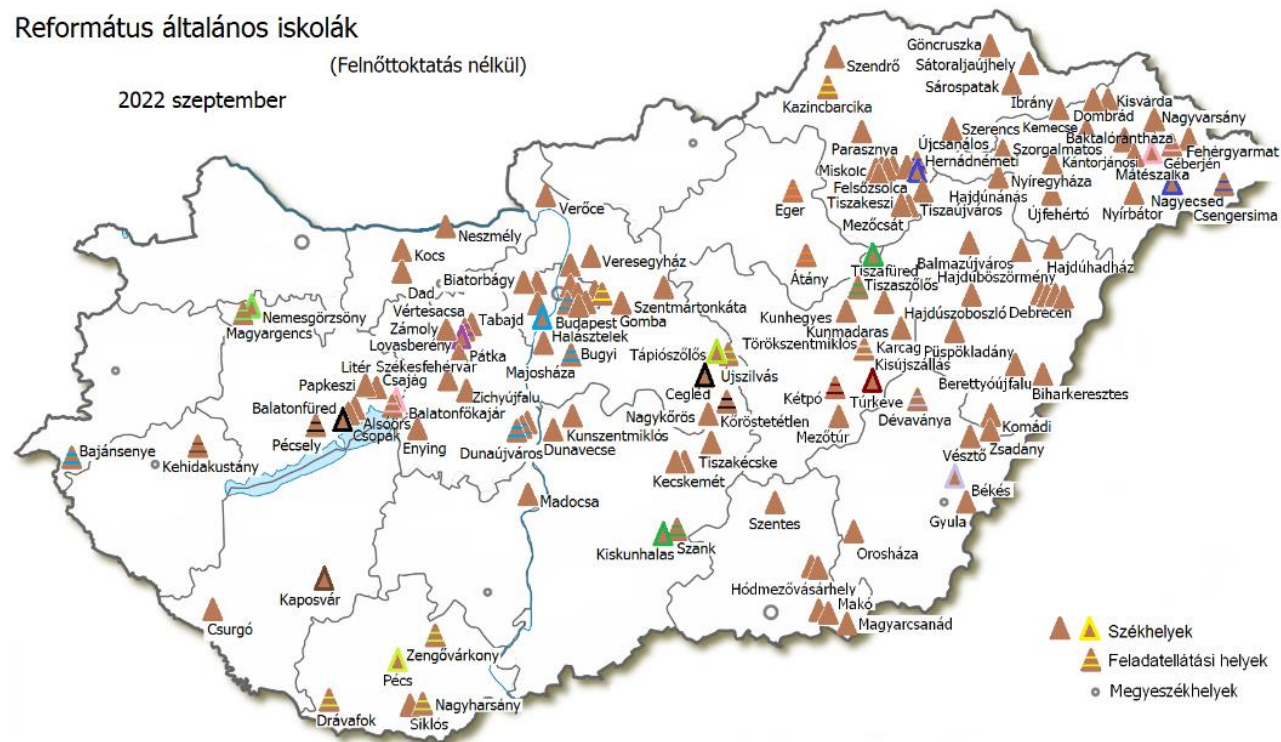 Református általános iskolák
(Felnőttoktatás nélkül)
2022 szeptember
Göncruszka
Szendrő
Sátoraljaújhely
Sárospatak
Kazincbarcika
Ibrány
Kisvárda
Dombrád
Nagyvarsány
Szerencs
Kemecse
Baktalórántháza
Parasznya
Újcsanálos
Szorgalmatos
Fehérgyarmat
Hernádnémeti
Kántorjánosi
Géberjén
Miskolc
Mátészalka
Felsőzsolca
Nyíregyháza
Eger
Tiszakeszi
Hajdúnánás
Nagyecsed
Verőce
Tiszaújváros
Újfehértó
Nyírbátor
Csengersima
Mezőcsát
Neszmély
Kocs
Veresegyház
Átány
Tiszafüred
Balmazújváros
Hajdúböszörmény
Hajdúhadház
Biatorbágy
Tiszaszőlős
Dad
Szentmártonkáta
Vértesacsa
Nemesgörzsöny
Tabajd
Budapest
Gomba
Kunhegyes
Hajdúszoboszló
Debrecen
Magyargencs
Zámoly
Kunmadaras
Halásztelek
Lovasberény
Törökszentmiklós
Karcag
Püspökladány
Pátka
Majosháza
Bugyi
Tápiószőlős
Litér
Székesfehérvár
Újszilvás
Kisújszállás
Papkeszi
Csajág
Zichyújfalu
Cegléd
Kétpó
Túrkeve
Berettyóújfalu
Biharkeresztes
Balatonfüred
Balatonfőkajár
Nagykőrös
Kőröstetétlen
Dévaványa
Alsóörs
Csopak
Pécsely
Enying
Kunszentmiklós
Mezőtúr
Komádi
Bajánsenye
Kehidakustány
Dunaújváros
Dunavecse
Tiszakécske
Vésztő
Zsadány
Kecskemét
Madocsa
Békés
Szentes
Gyula
Kiskunhalas
Szank
Orosháza
Kaposvár
Hódmezővásárhely
Makó
Csurgó
Magyarcsanád
Székhelyek
Zengővárkony
Feladatellátási helyek
Pécs
Megyeszékhelyek
Drávafok
Nagyharsány
Siklós